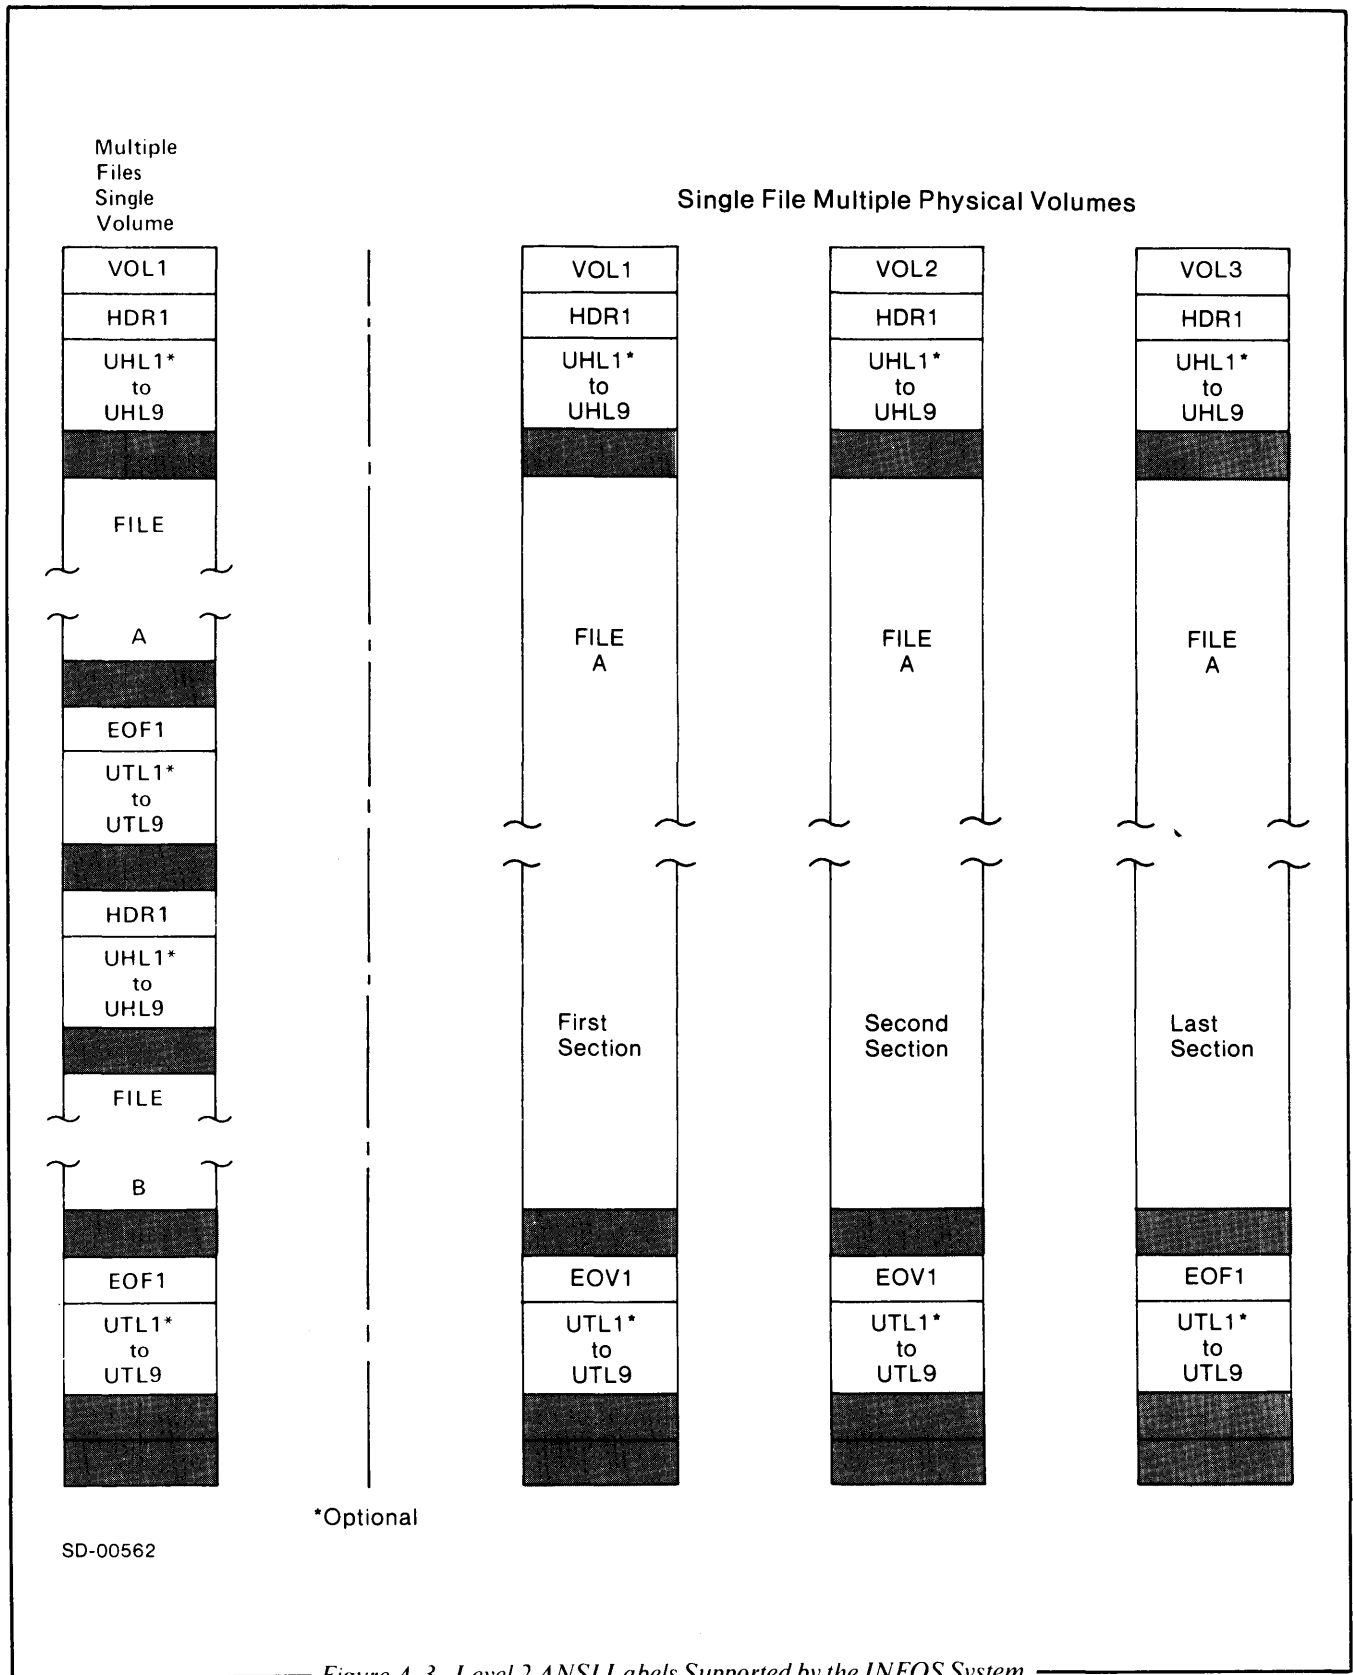 Multiple
Files
Single
Volume
VOL1
HDR1
UHL1*
to
UHL9
FILE
A
EOF1
UTL1*
to
UTL9
HDR1
UHL1*
to
UHL9
FILE
B
EOF1
UTL1*
to
UTL9
Single File Multiple Physical Volumes
VOL1
HDR1
UHL1*
to
UHL9
FILE
A
First
Section
EOV1
UTL1*
to
UTL9
VOL2
HDR1
UHL1*
to
UHL9
FILE
A
Second
Section
EOV1
UTL1*
to
UTL9
VOL3
HDR1
UHL1*
to
UHL9
FILE
A
Last
Section
EOF1
UTL1*
to
UTL9
*Optional
SD-00562
Figure A-3. Level 2 ANSI Labels Supported by the INFOS System